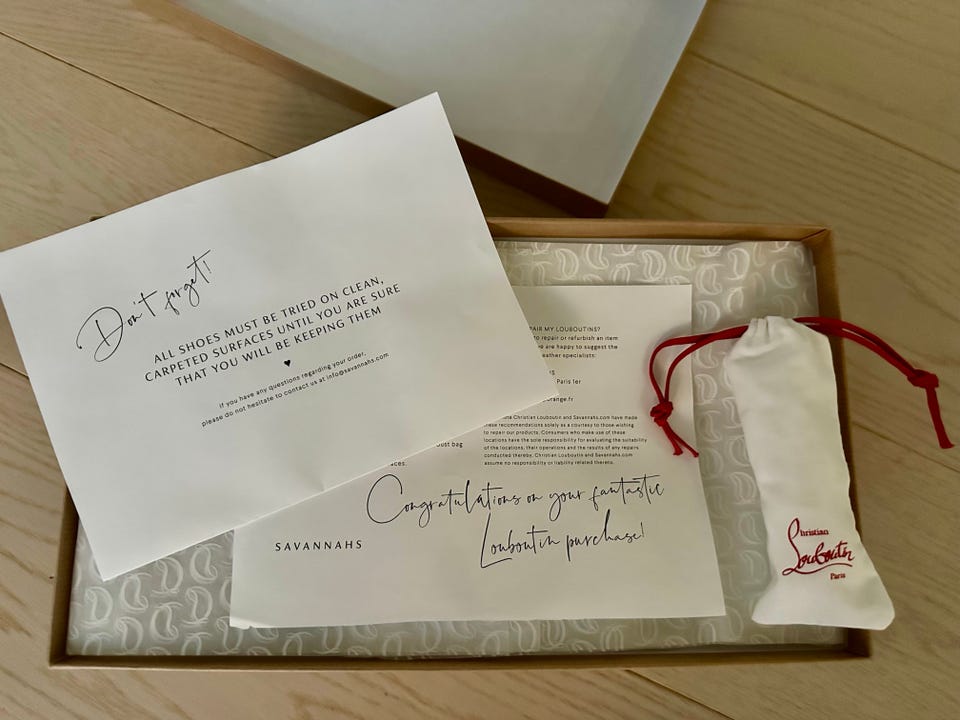 Don't forget!
ALL SHOES MUST BE TRIED ON CLEAN,
CARPETED SURFACES UNTIL YOU ARE SURE
THAT YOU WILL BE KEEPING THEM
If you have any questions regarding your order,
please do not hesitate to contact us at info@savannahs.com
PAIR MY LOUBOUTINS?
to repair or refurbish an item
we are happy to suggest the
eather specialists:
Paris 1er
orange.fr
Christian Louboutin and Savannahs.com have made
these recommendations solely as a courtesy to those wishing
to repair our products. Consumers who make use of these
locations have the sole responsibility for evaluating the suitability
of the locations, their operations and the results of any repairs
conducted thereby. Christian Louboutin and Savannahs.com
assume no responsibility or liability related thereto.
ust bag
ces.
Congratulations on your fantastic
Louboutin purchase!
SAVANNAHS
Christian
Louboutin
Paris